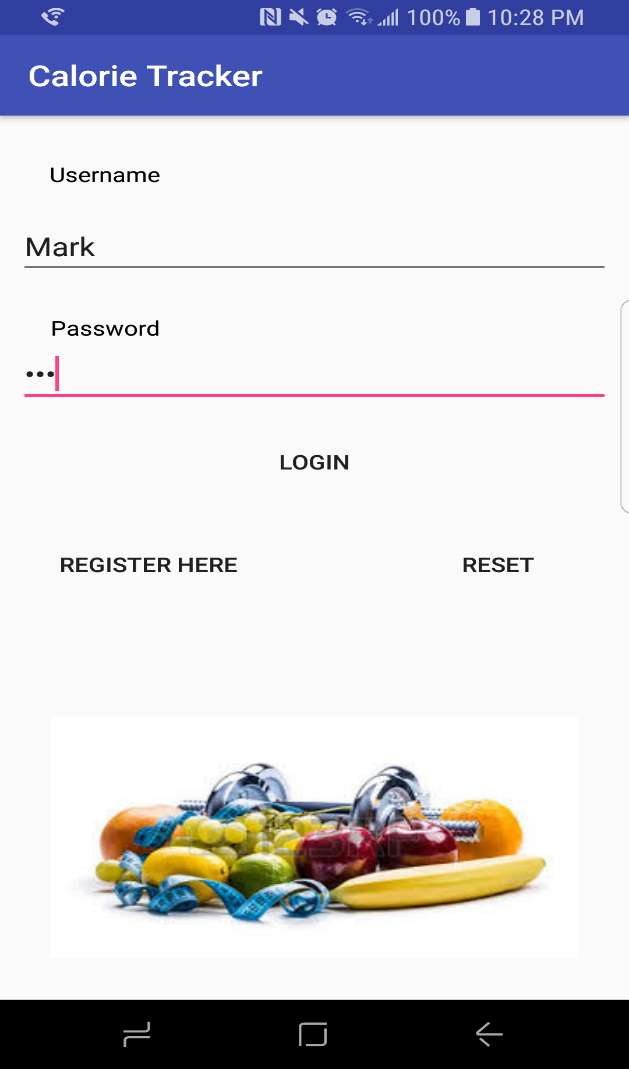 100% 10:28 PM
Calorie Tracker
Username
Mark
Password
•••
LOGIN
REGISTER HERE RESET